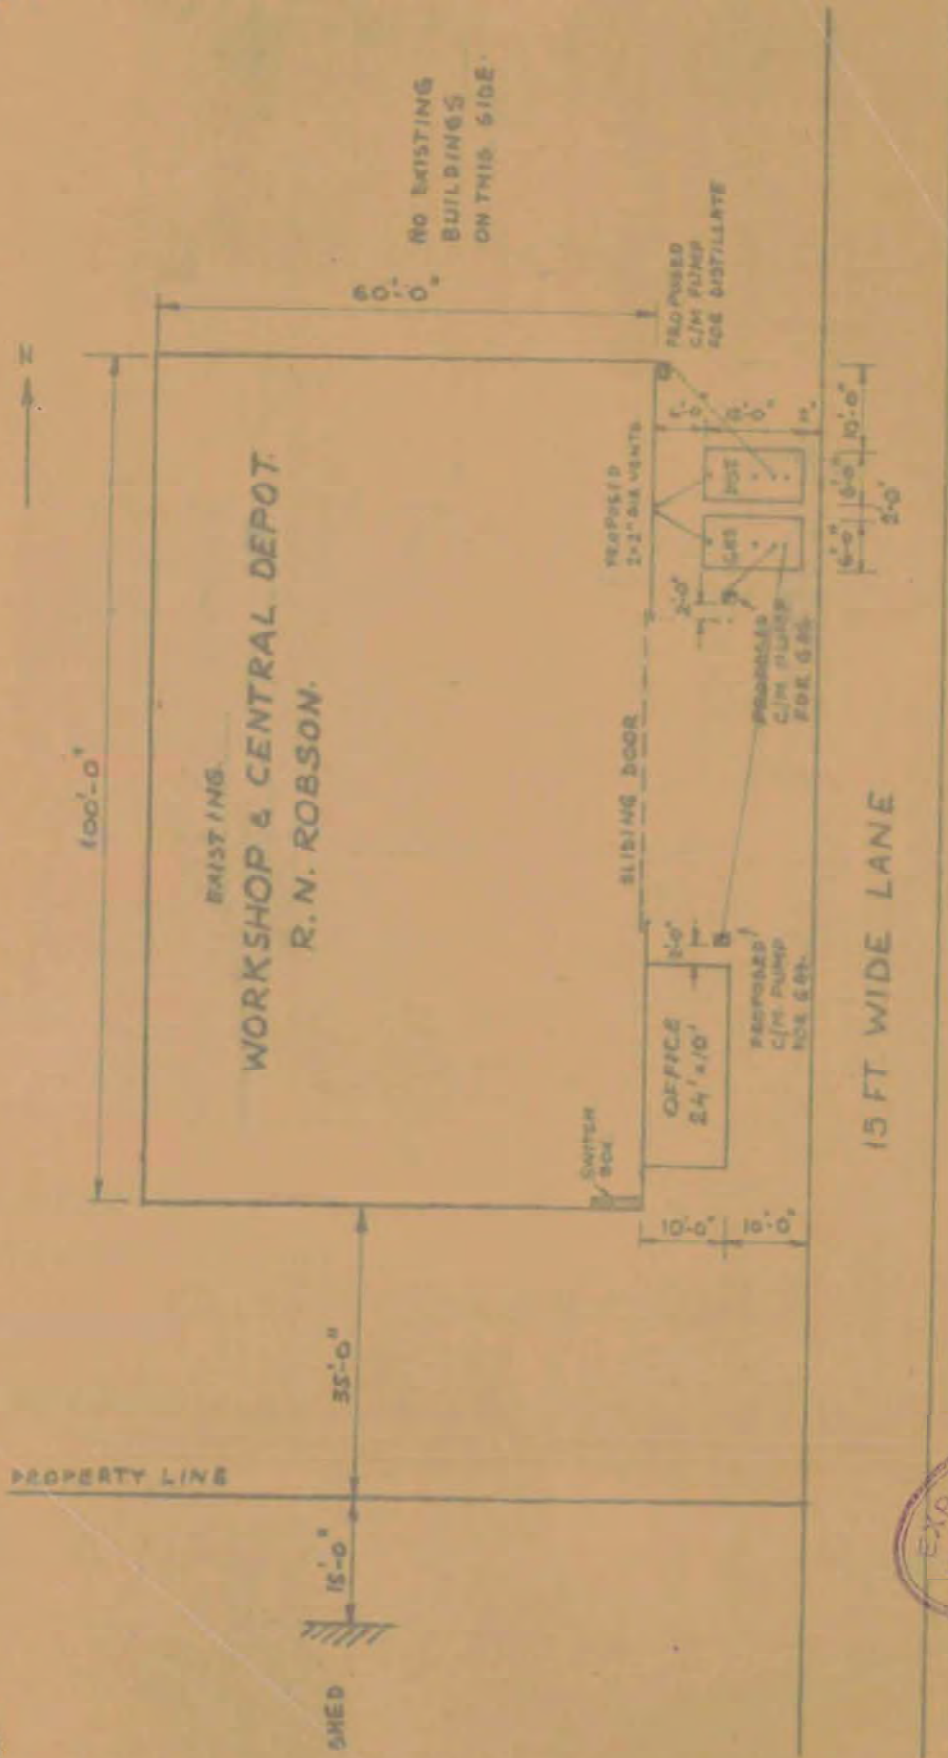 N
100'-0"
60'-0"
EXISTING.
WORKSHOP & CENTRAL DEPOT.
R. N. ROBSON.
NO EXISTING
BUILDINGS
ON THIS SIDE.
PROPERTY LINE
SHED
15'-0"
35'-0"
SWITCH
BOX.
SLIDING DOOR
PROPOSED
2×2" AIR VENTS
PROPOSED
C/M PUMP
FOR DISTILLATE
OFFICE
24'×10'
2'-0"
2'-0"
GAS
DIST
10'-0"
10'-0"
PROPOSED
C/M PUMP
FOR GAS.
PROPOSED
C/M PUMP
FOR GAS.
6'-0"
6'-0"
10'-0"
2'-0"
15 FT WIDE LANE